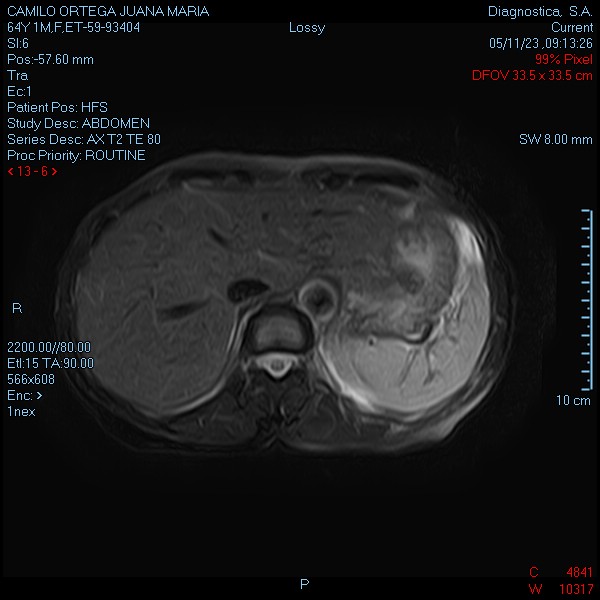 CAMILO ORTEGA JUANA MARIA
64Y 1M,F,ET-59-93404
Sl:6
Pos:-57.60 mm
Tra
Ec:1
Patient Pos: HFS
Study Desc: ABDOMEN
Series Desc: AX T2 TE 80
Proc Priority: ROUTINE
< 13 - 6 >
Lossy
Diagnostica, S.A.
Current
05/11/23 ,09:13:26
99% Pixel
DFOV 33.5 x 33.5 cm
SW 8.00 mm
R
2200.00//80.00
Etl:15 TA:90.00
566x608
Enc: >
1nex
10 cm
P
C 4841
W 10317